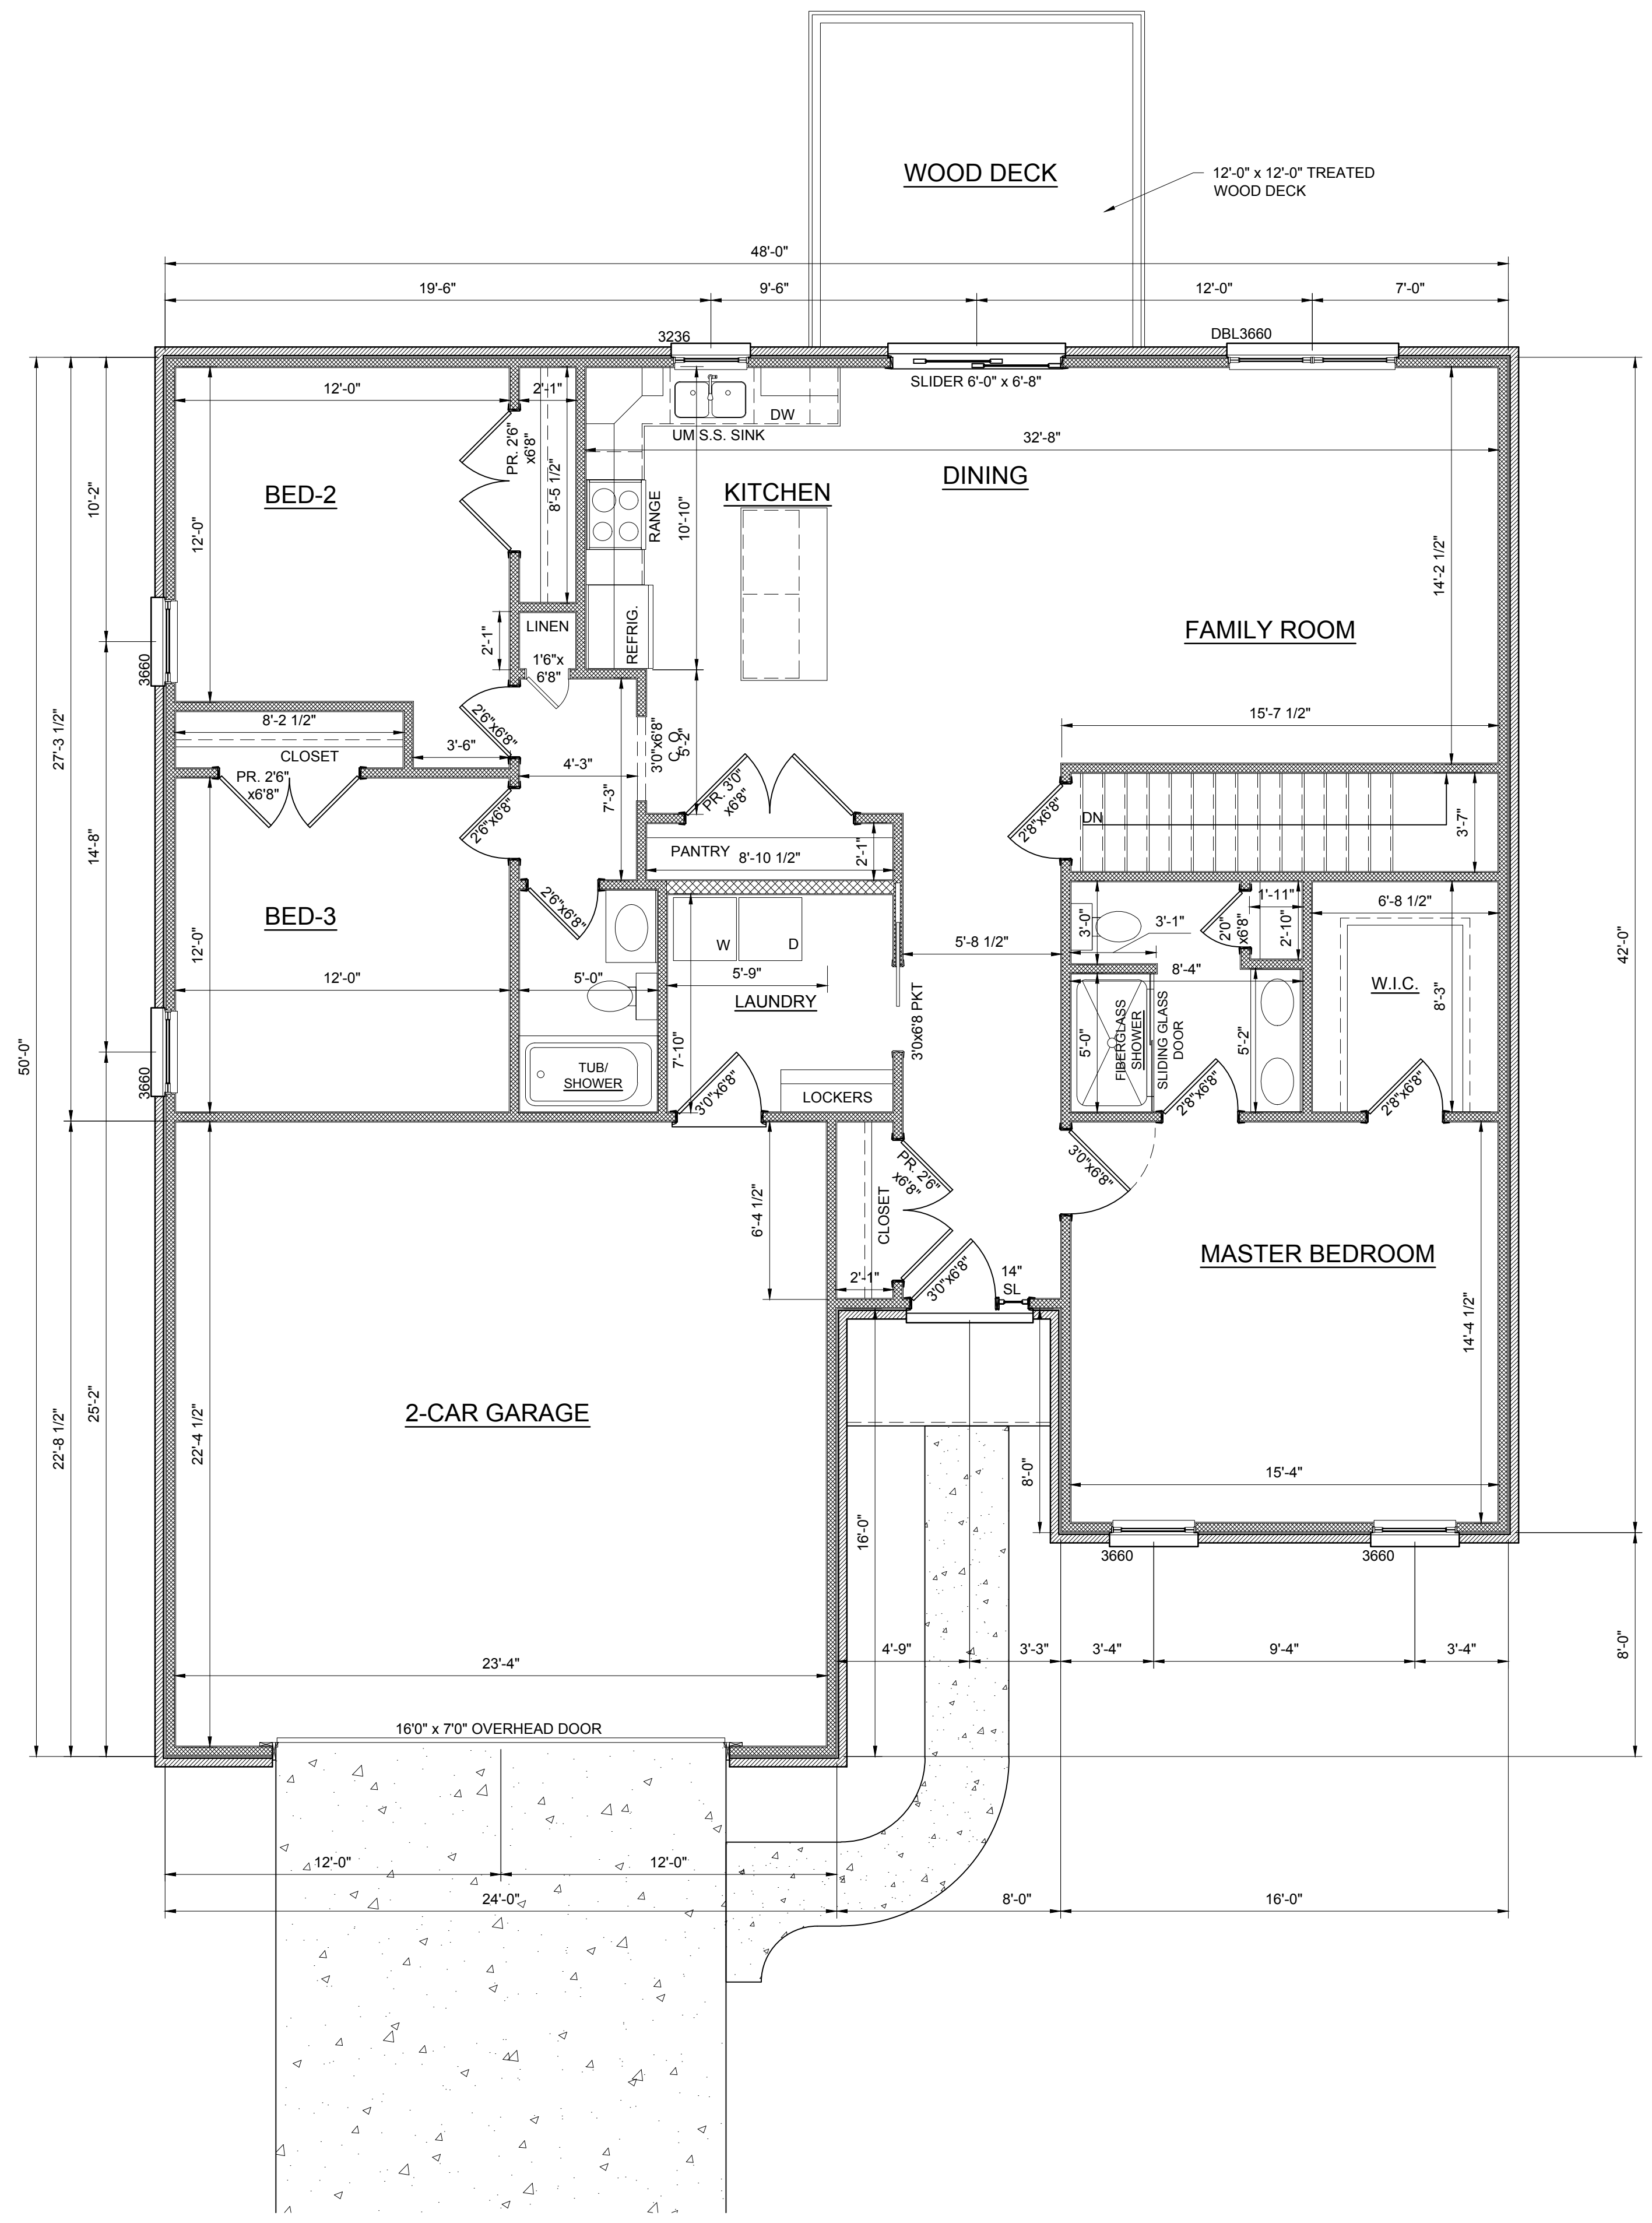 WOOD DECK
12'-0" x 12'-0" TREATED
WOOD DECK
48'-0"
19'-6"
9'-6"
12'-0"
7'-0"
3236
DBL3660
SLIDER 6'-0" x 6'-8"
12'-0"
2'-1"
DW
UM S.S. SINK
32'-8"
PR. 2'6"
x6'8"
8'-5 1/2"
DINING
KITCHEN
BED-2
10'-2"
12'-0"
RANGE
10'-10"
14'-2 1/2"
FAMILY ROOM
LINEN
2'-1"
1'6"x
6'8"
REFRIG.
3660
27'-3 1/2"
8'-2 1/2"
CLOSET
3'-6"
2'6"x6'8"
4'-3"
3'0"x6'8"
C.O.
5'-2"
15'-7 1/2"
PR. 2'6"
x6'8"
7'-3"
PR. 3'0"
x6'8"
2'6"x6'8"
2'8"x6'8"
DN
3'-7"
14'-8"
PANTRY
8'-10 1/2"
2'-1"
BED-3
12'-0"
2'6"x6'8"
W
D
3'-0"
3'-1"
2'0"
x6'8"
1'-11"
2'-10"
6'-8 1/2"
5'-8 1/2"
42'-0"
12'-0"
5'-0"
5'-9"
LAUNDRY
8'-4"
W.I.C.
8'-3"
3'0x6'8 PKT
50'-0"
7'-10"
5'-0"
FIBERGLASS
SHOWER
SLIDING GLASS
DOOR
5'-2"
3660
TUB/
SHOWER
3'0"x6'8"
LOCKERS
2'8"x6'8"
2'8"x6'8"
PR. 2'6"
x6'8"
3'0"x6'8"
6'-4 1/2"
CLOSET
MASTER BEDROOM
2'-1"
3'0"x6'8"
14"
SL
14'-4 1/2"
2-CAR GARAGE
22'-8 1/2"
25'-2"
22'-4 1/2"
16'-0"
8'-0"
15'-4"
3660
3660
23'-4"
4'-9"
3'-3"
3'-4"
9'-4"
3'-4"
8'-0"
16'0" x 7'0" OVERHEAD DOOR
12'-0"
12'-0"
24'-0"
8'-0"
16'-0"